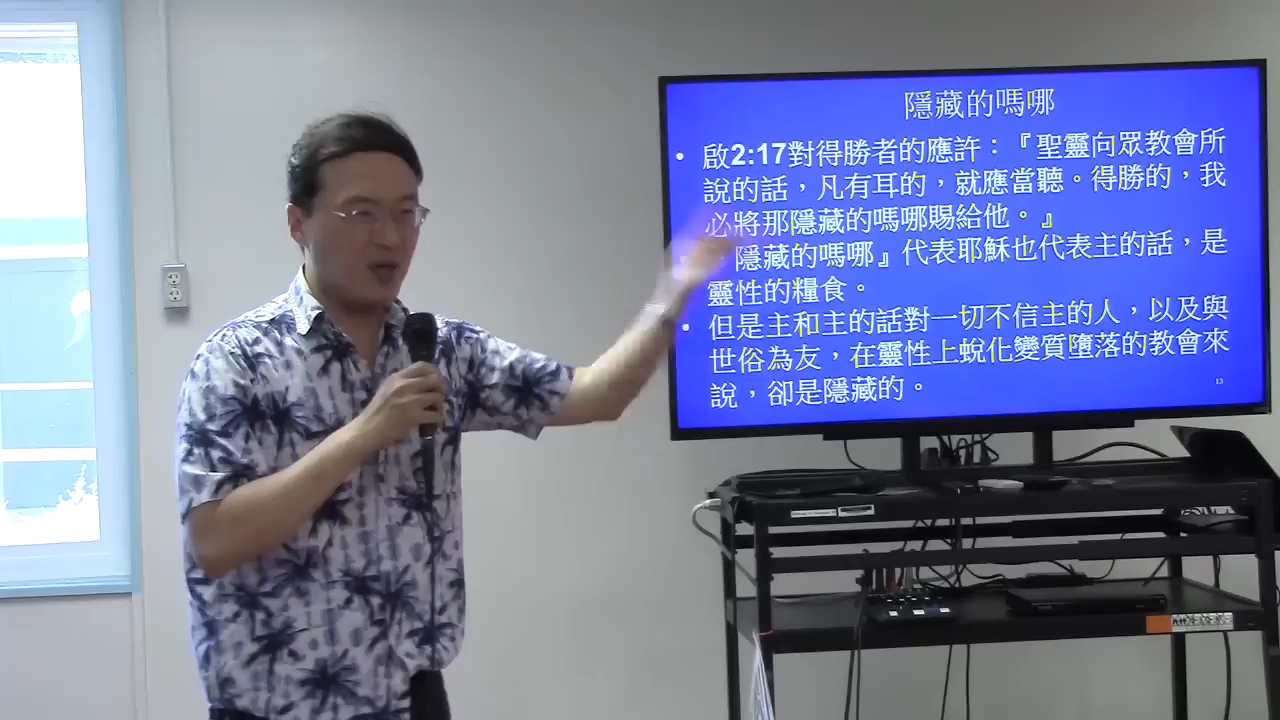 隱藏的嗎哪
• 啟2:17對得勝者的應許：『聖靈向眾教會所
說的話，凡有耳的，就應當聽。得勝的，我
必將那隱藏的嗎哪賜給他。』
隱藏的嗎哪』代表耶穌也代表主的話，是
靈性的糧食。
• 但是主和主的話對一切不信主的人，以及與
世俗為友，在靈性上蛻化變質墮落的教會來
說，卻是隱藏的。
13